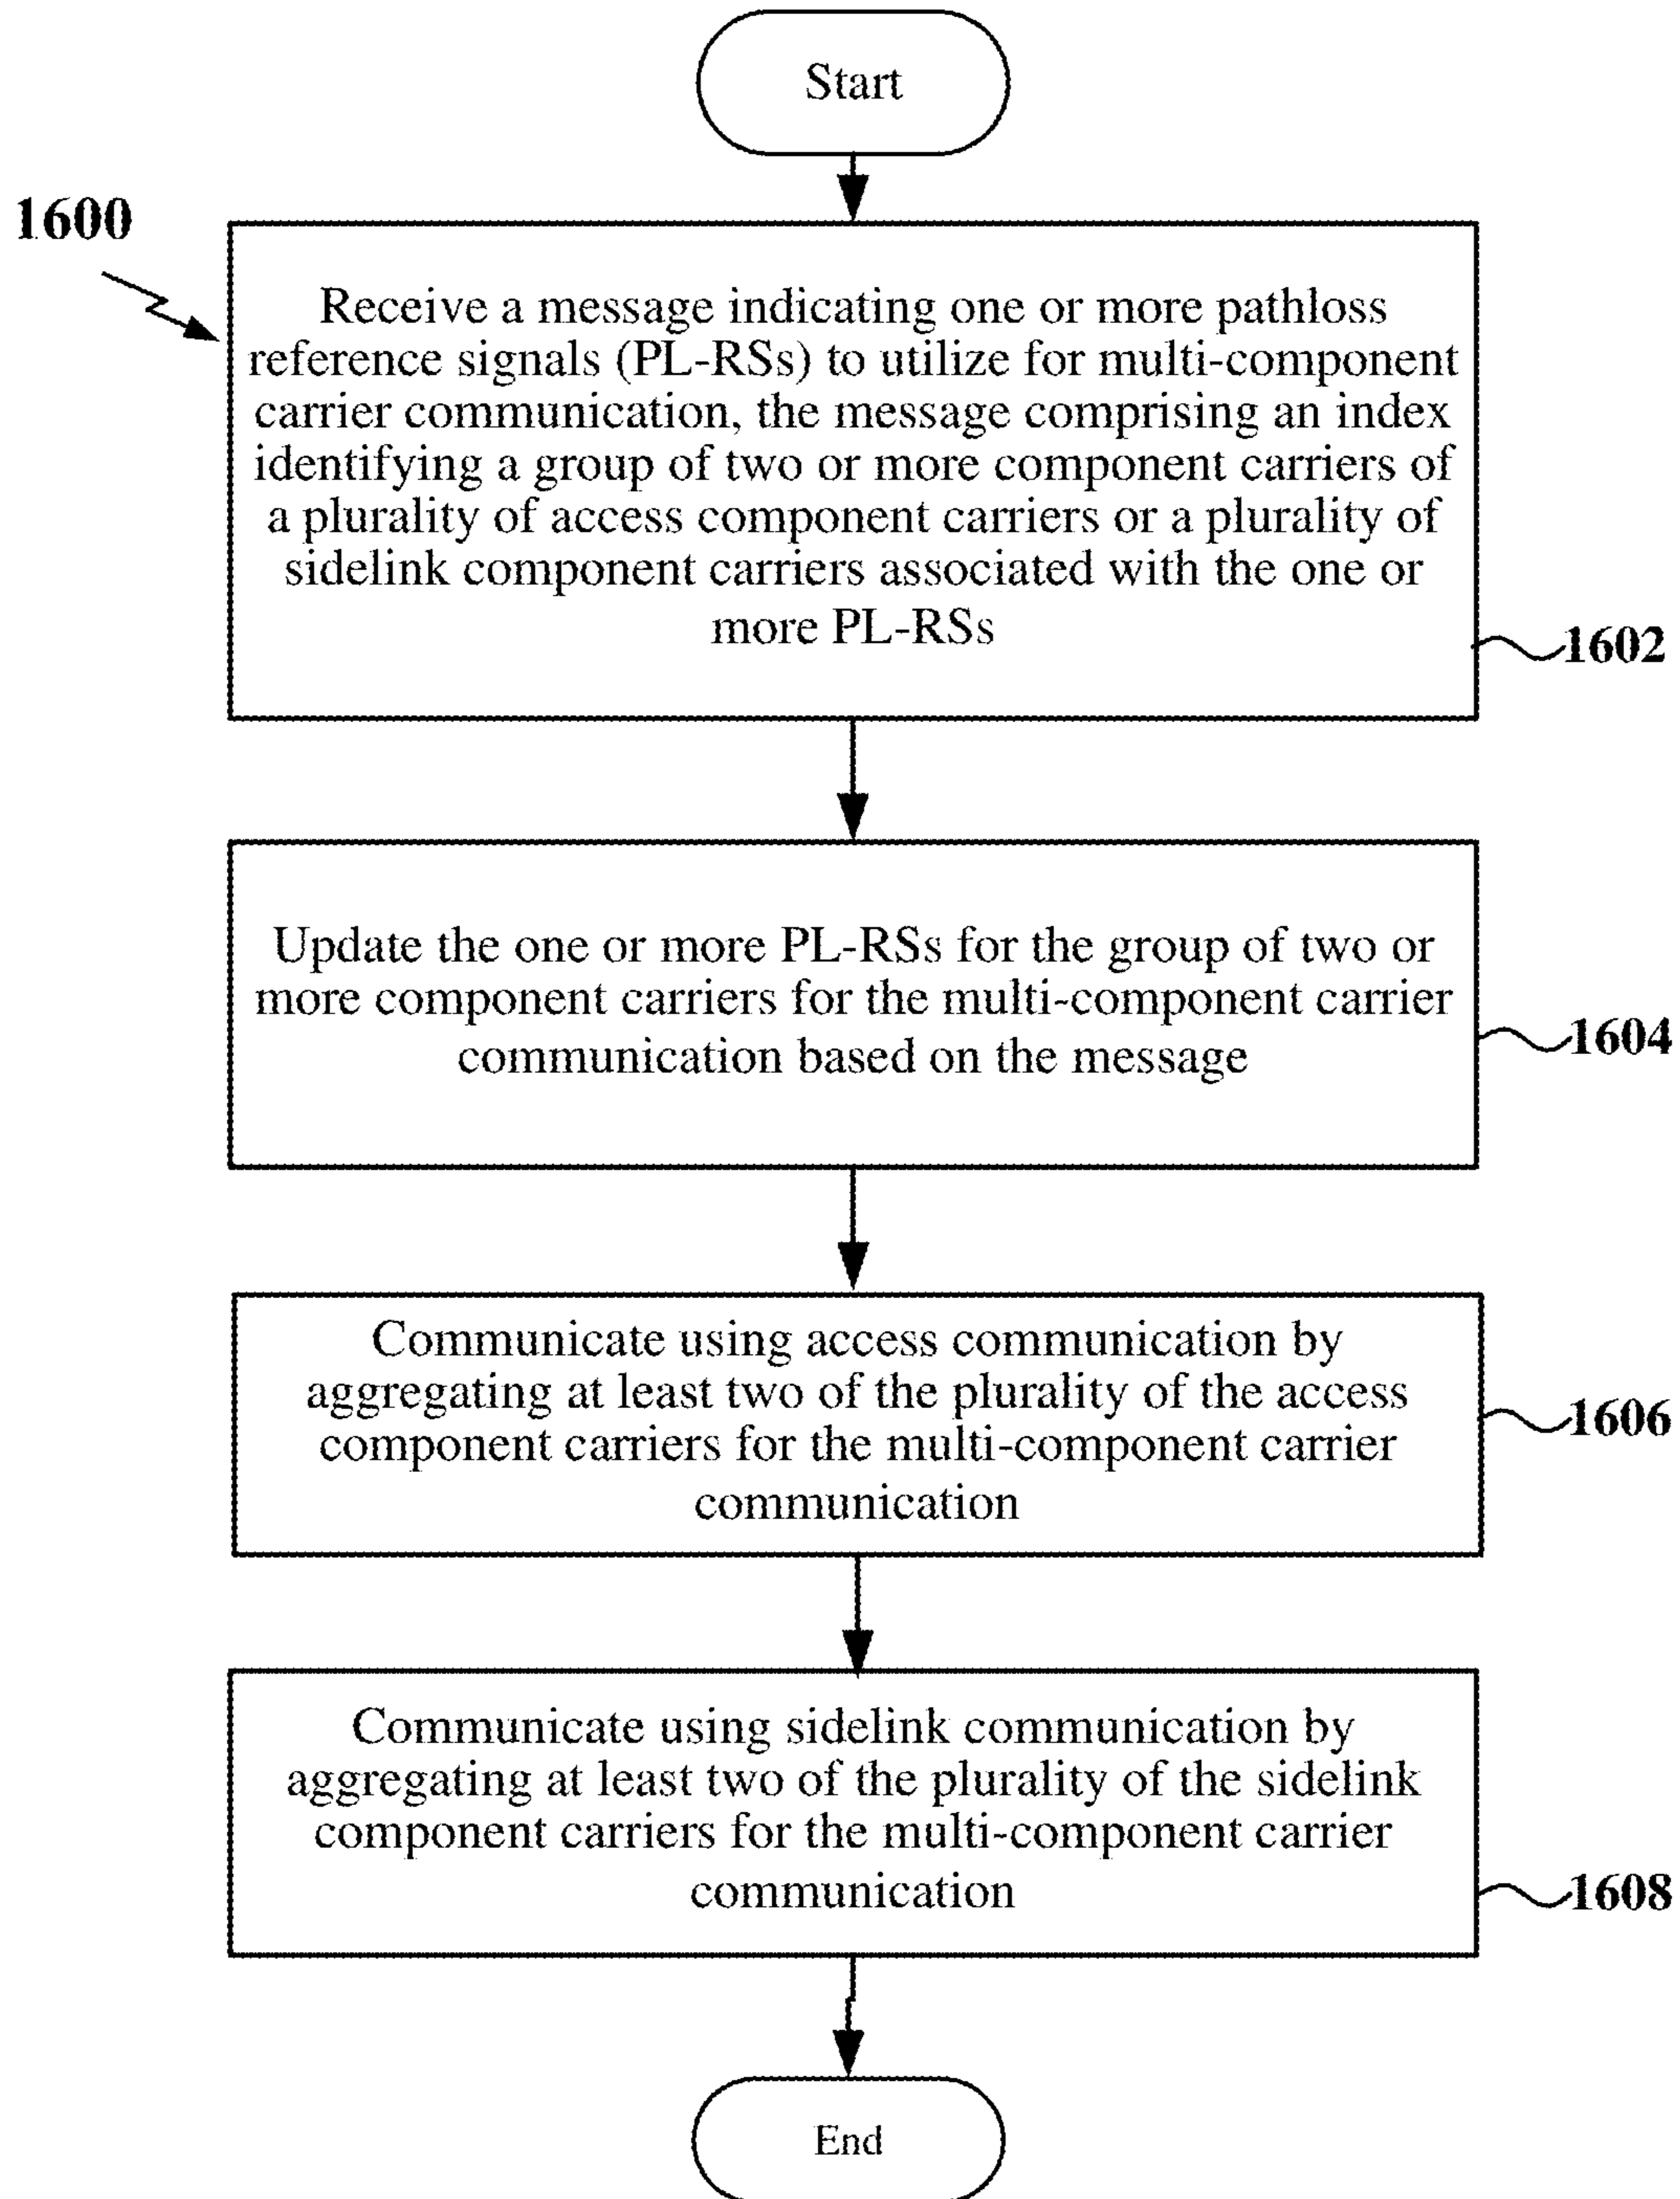 Start
1600
Receive a message indicating one or more pathloss
reference signals (PL-RSs) to utilize for multi-component
carrier communication, the message comprising an index
identifying a group of two or more component carriers of
a plurality of access component carriers or a plurality of
sidelink component carriers associated with the one or
more PL-RSs
1602
Update the one or more PL-RSs for the group of two or
more component carriers for the multi-component carrier
communication based on the message
1604
Communicate using access communication by
aggregating at least two of the plurality of the access
component carriers for the multi-component carrier
communication
1606
Communicate using sidelink communication by
aggregating at least two of the plurality of the sidelink
component carriers for the multi-component carrier
communication
1608
End